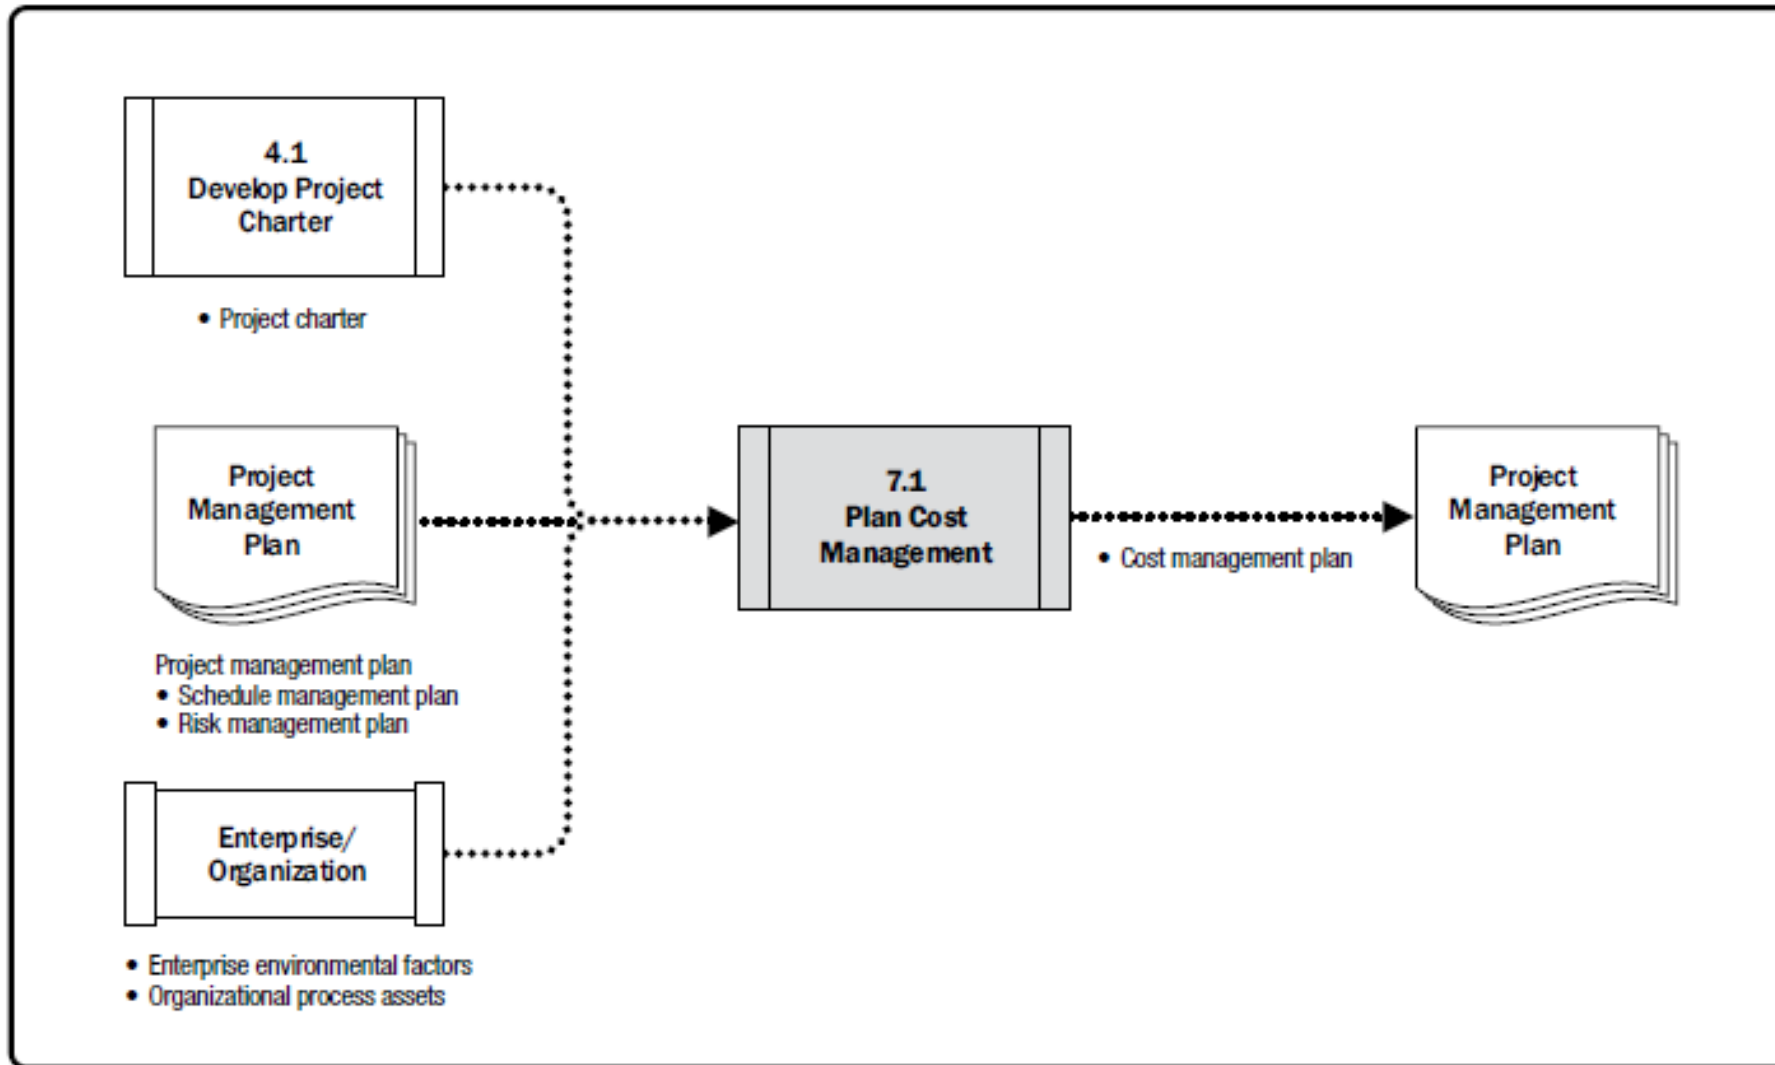 4.1
Develop Project
Charter
• Project charter
Project
Management
Plan
Project management plan
• Schedule management plan
• Risk management plan
Enterprise/
Organization
• Enterprise environmental factors
• Organizational process assets
7.1
Plan Cost
Management
• Cost management plan
Project
Management
Plan